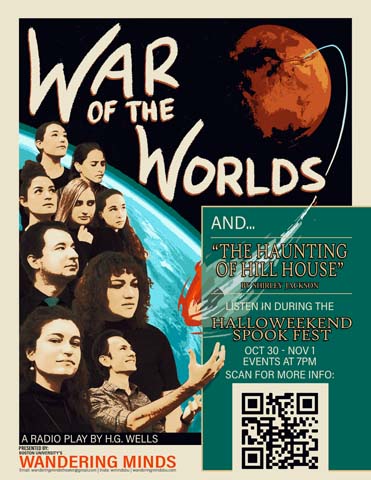 WAR
OF THE
WORLDS
AND...
"THE HAUNTING
OF HILL HOUSE"
BY SHIRLEY JACKSON
LISTEN IN DURING THE
HALLOWEEKEND
SPOOK FEST
OCT 30 - NOV 1
EVENTS AT 7PM
SCAN FOR MORE INFO:
A RADIO PLAY BY H.G. WELLS
PRESENTED BY:
BOSTON UNIVERSITY'S
WANDERING MINDS